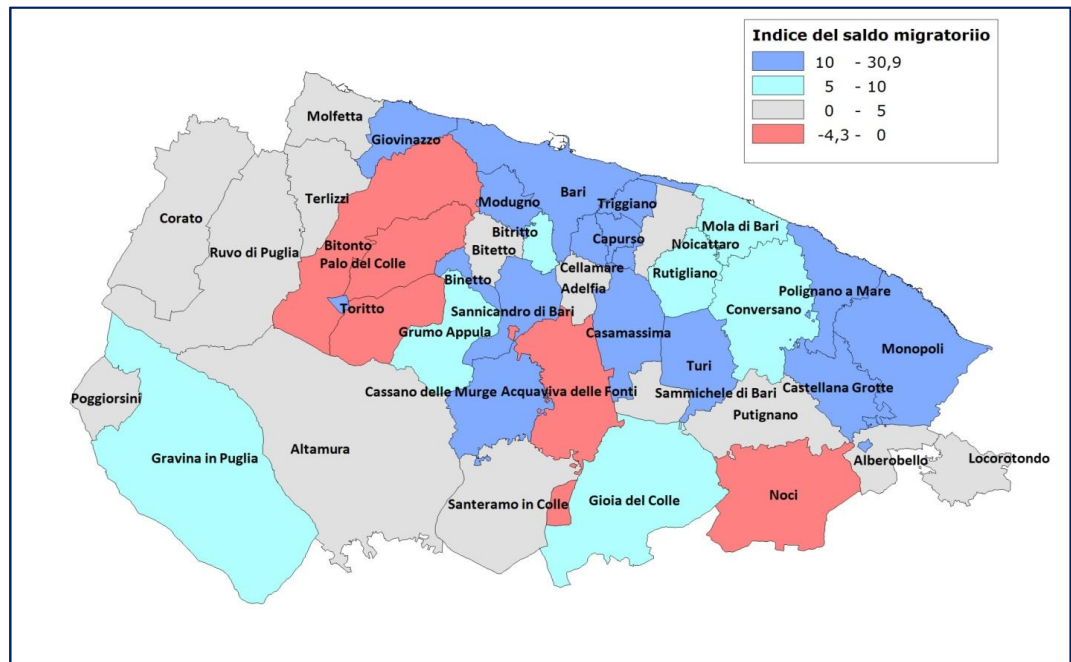 Indice del saldo migratoriio
10 - 30,9
5 - 10
0 - 5
-4,3 - 0
Molfetta
Giovinazzo
Terlizzi
Corato
Ruvo di Puglia
Bitonto
Palo del Colle
Modugno
Bari
Triggiano
Bitritto
Bitetto
Capurso
Noicattaro
Mola di Bari
Cellamare
Rutigliano
Binetto
Adelfia
Toritto
Sannicandro di Bari
Conversano
Polignano a Mare
Grumo Appula
Casamassima
Turi
Monopoli
Cassano delle Murge
Acquaviva delle Fonti
Sammichele di Bari
Castellana Grotte
Poggiorsini
Putignano
Altamura
Gravina in Puglia
Alberobello
Locorotondo
Santeramo in Colle
Gioia del Colle
Noci